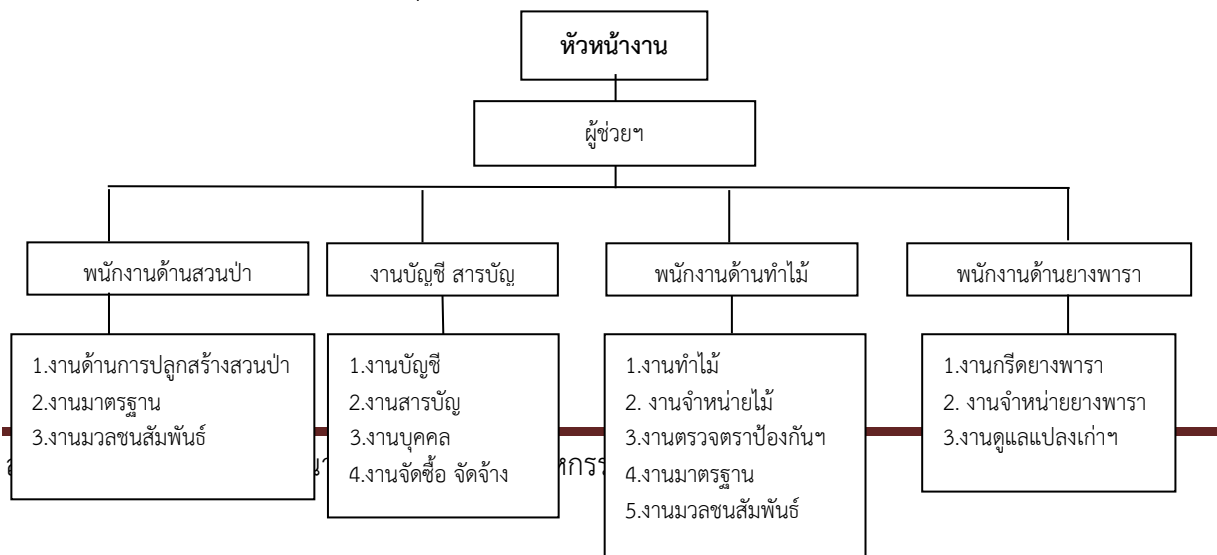 หัวหน้างาน
ผู้ช่วยฯ
พนักงานด้านสวนป่า
งานบัญชี สารบัญ
พนักงานด้านทำไม้
พนักงานด้านยางพารา
1.งานด้านการปลูกสร้างสวนป่า
2.งานมาตรฐาน
3.งานมวลชนสัมพันธ์
1.งานบัญชี
2.งานสารบัญ
3.งานบุคคล
4.งานจัดซื้อ จัดจ้าง
1.งานทำไม้
2. งานจำหน่ายไม้
3.งานตรวจตราป้องกันฯ
4.งานมาตรฐาน
5.งานมวลชนสัมพันธ์
1.งานกรีดยางพารา
2. งานจำหน่ายยางพารา
3.งานดูแลแปลงเก่าฯ